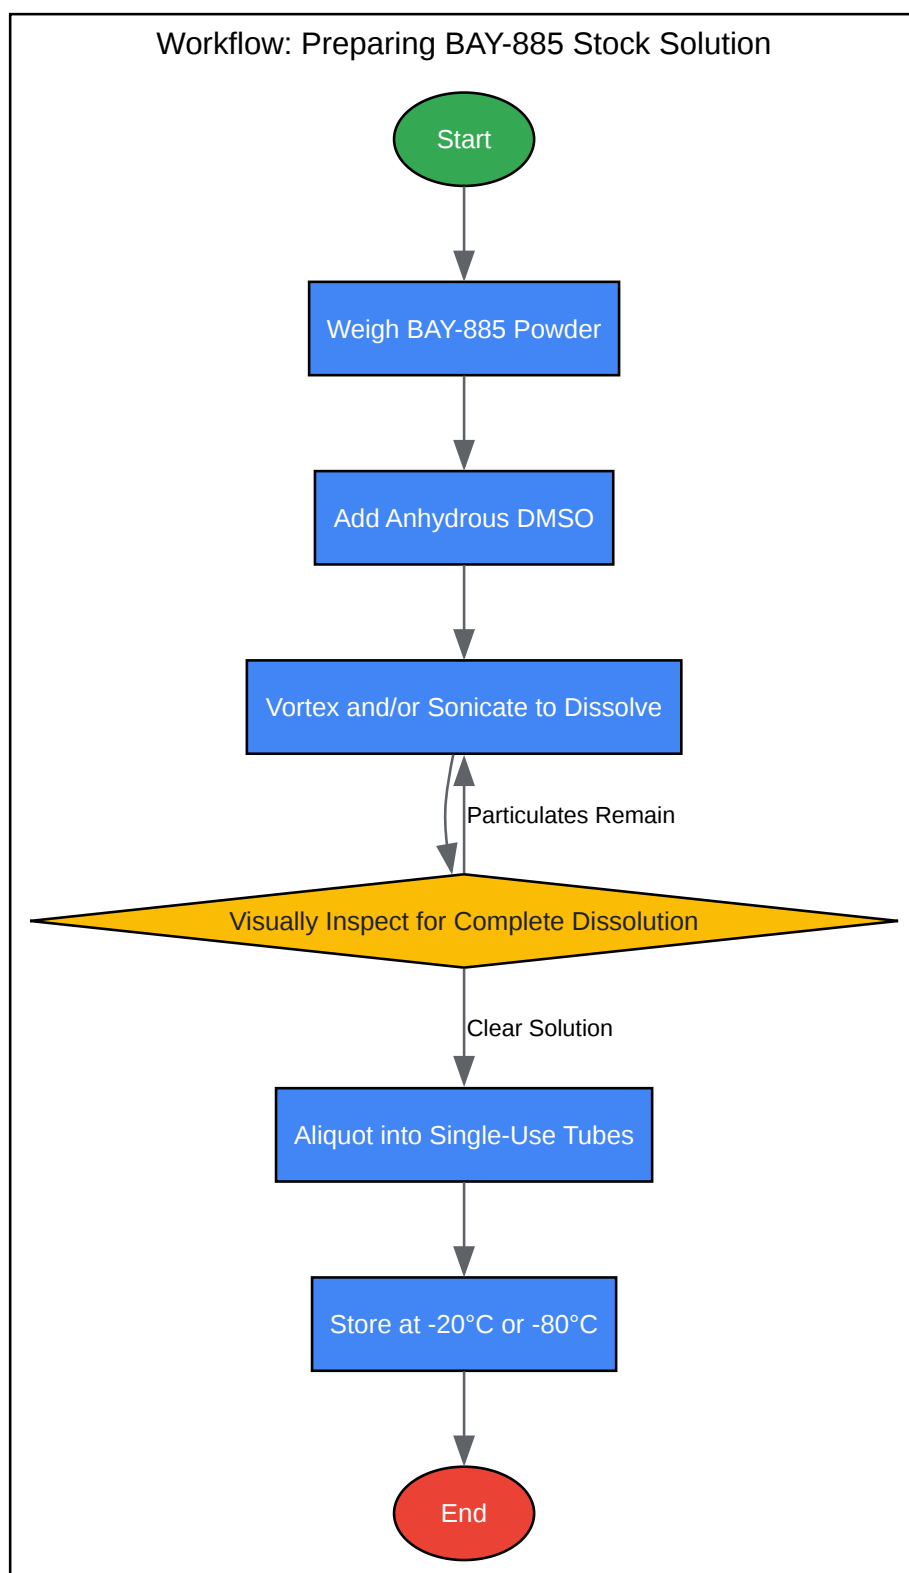 Workflow: Preparing BAY-885 Stock Solution
Start
Weigh BAY-885 Powder
Add Anhydrous DMSO
Vortex and/or Sonicate to Dissolve
Particulates Remain
Visually Inspect for Complete Dissolution
Clear Solution
Aliquot into Single-Use Tubes
Store at -20°C or -80°C
End